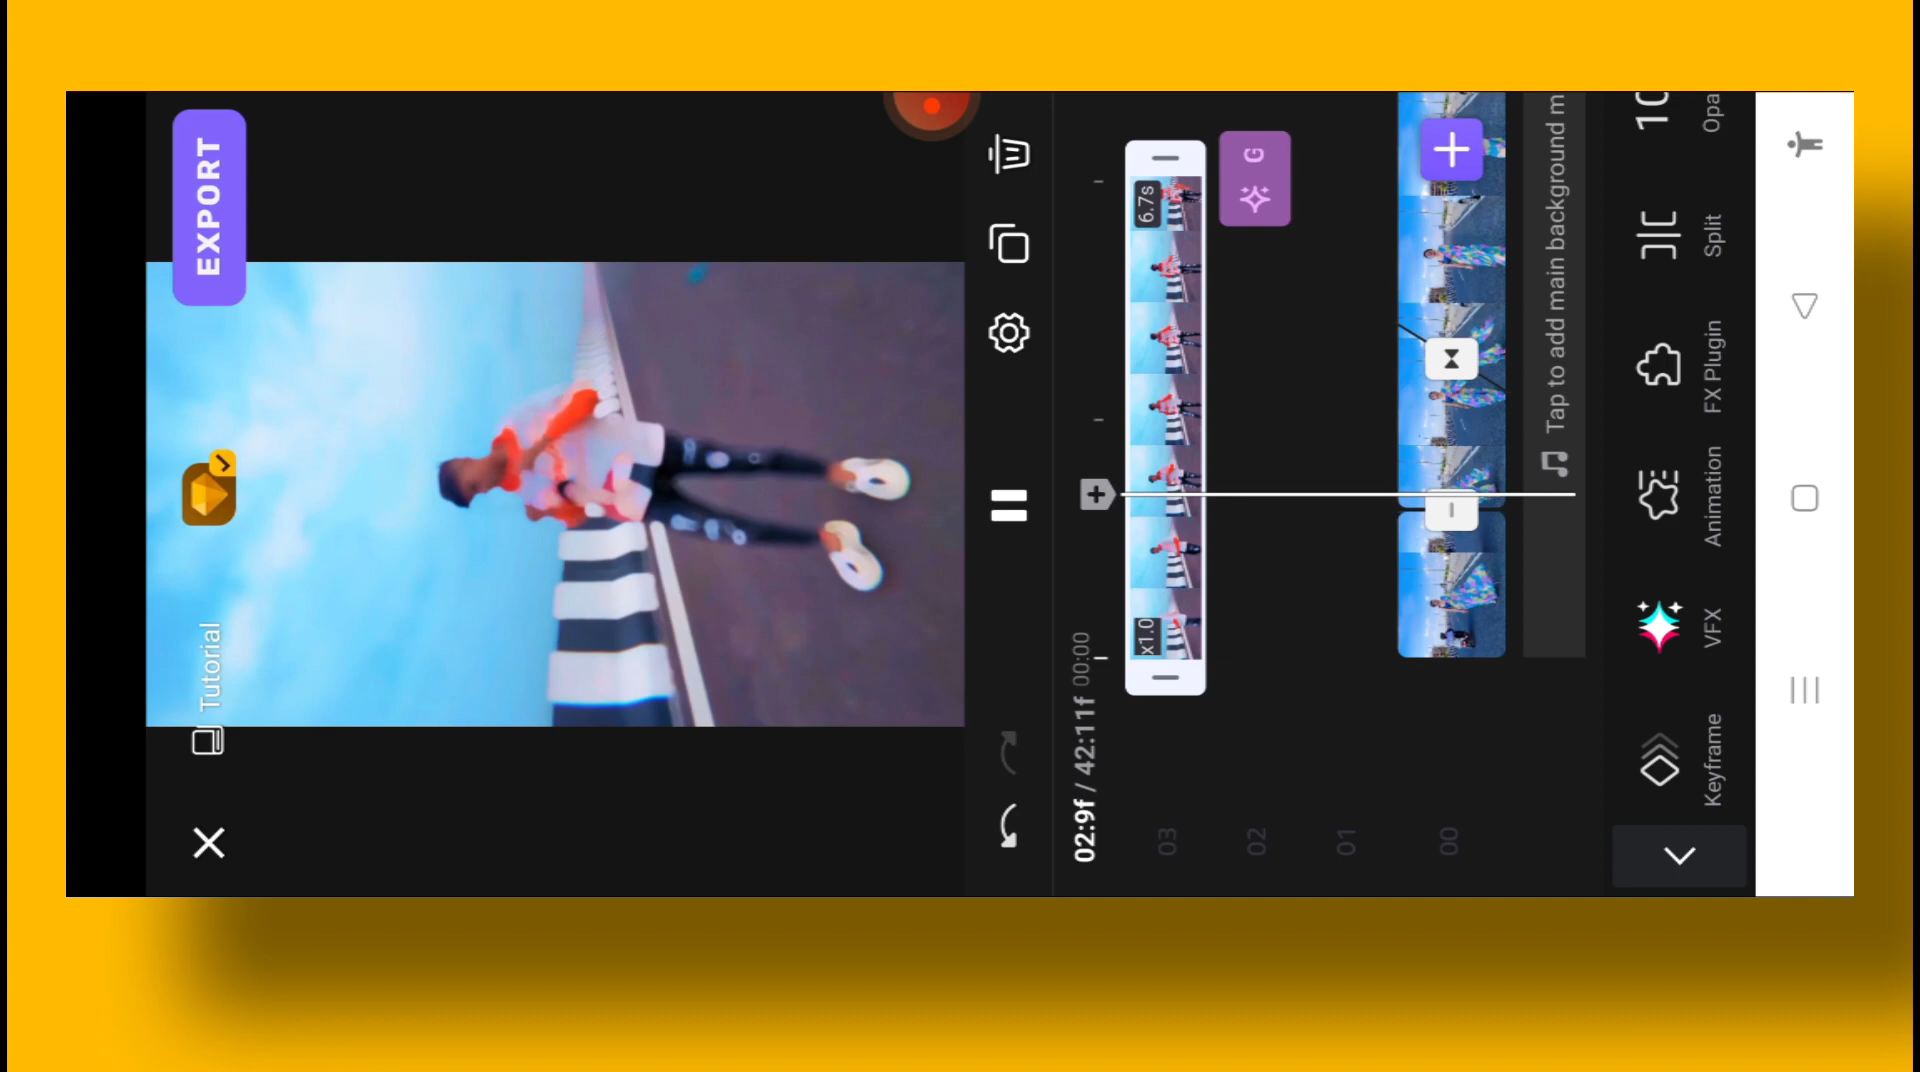 Tutorial
EXPORT
02:9f / 42:11f
00:00
x1.0
6.7s
G
Tap to add main background m
03
02
01
00
Keyframe
VFX
Animation
FX Plugin
Split
10
Opa